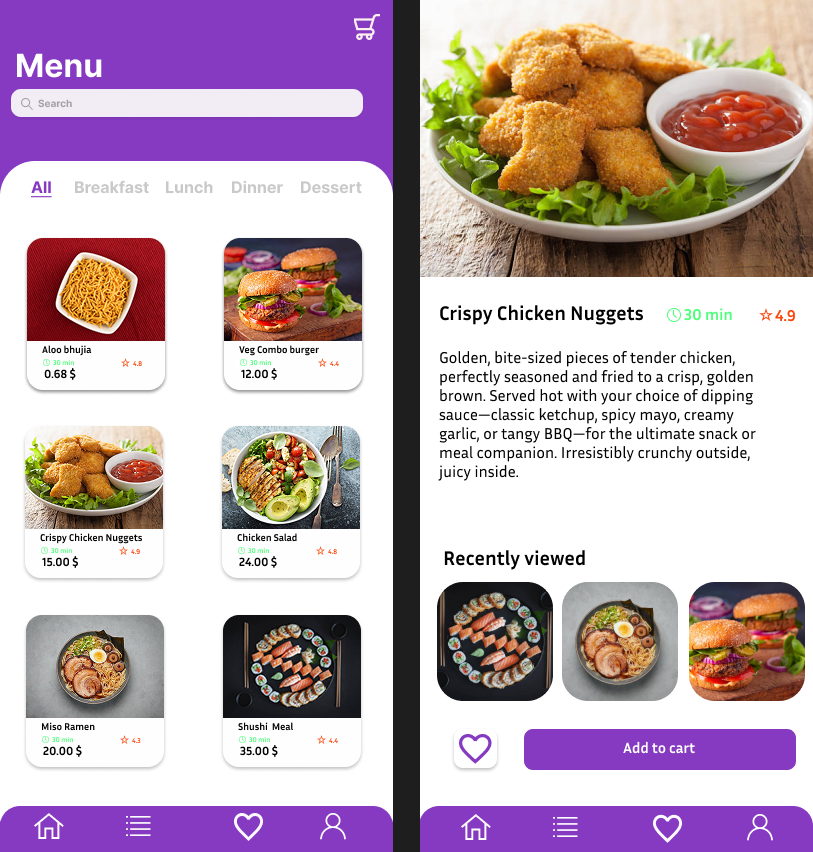 Menu
Search
All Breakfast Lunch Dinner Dessert
Aloo bhujia
30 min 4.8
0.68 $
Veg Combo burger
30 min 4.4
12.00 $
Crispy Chicken Nuggets
30 min 4.9
15.00 $
Chicken Salad
30 min 4.8
24.00 $
Miso Ramen
30 min 4.3
20.00 $
Shushi Meal
30 min 4.4
35.00 $
Crispy Chicken Nuggets 30 min 4.9
Golden, bite-sized pieces of tender chicken,
perfectly seasoned and fried to a crisp, golden
brown. Served hot with your choice of dipping
sauce—classic ketchup, spicy mayo, creamy
garlic, or tangy BBQ—for the ultimate snack or
meal companion. Irresistibly crunchy outside,
juicy inside.
Recently viewed
Add to cart